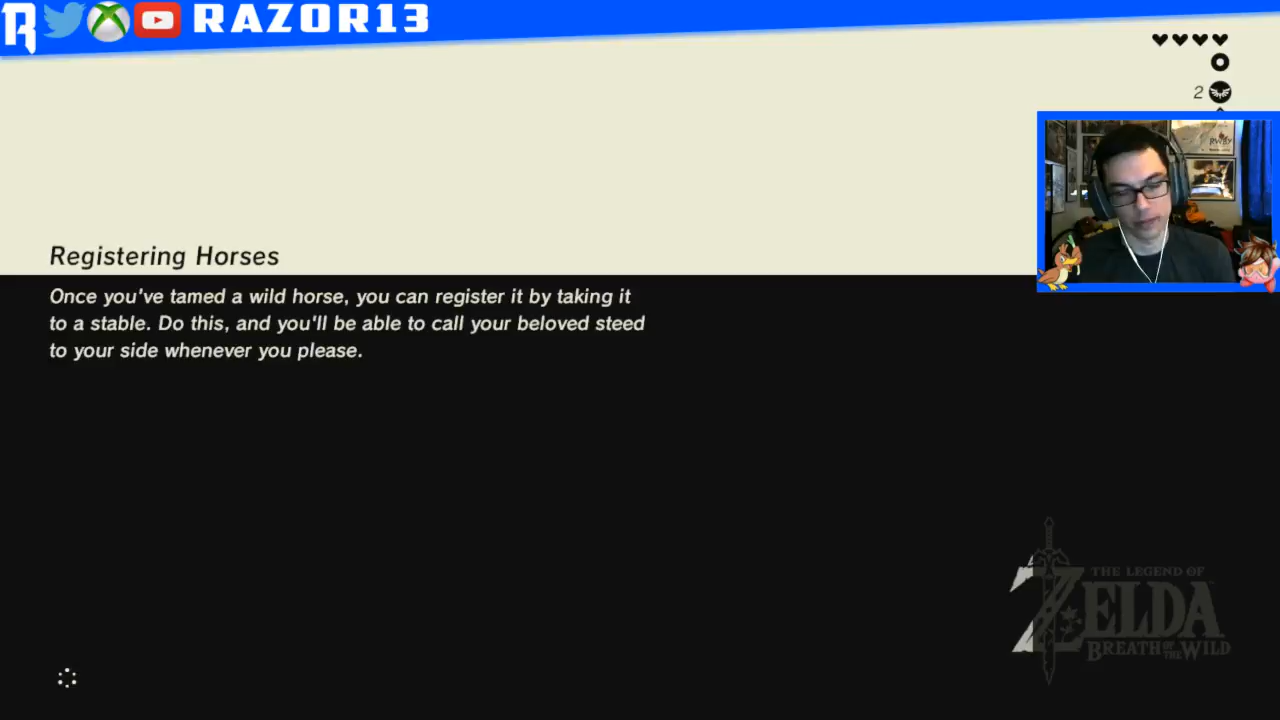 RAZOR13
2
RWBY
Registering Horses
Once you've tamed a wild horse, you can register it by taking it
to a stable. Do this, and you'll be able to call your beloved steed
to your side whenever you please.
THE LEGEND OF
ZELDA
BREATH OF THE WILD